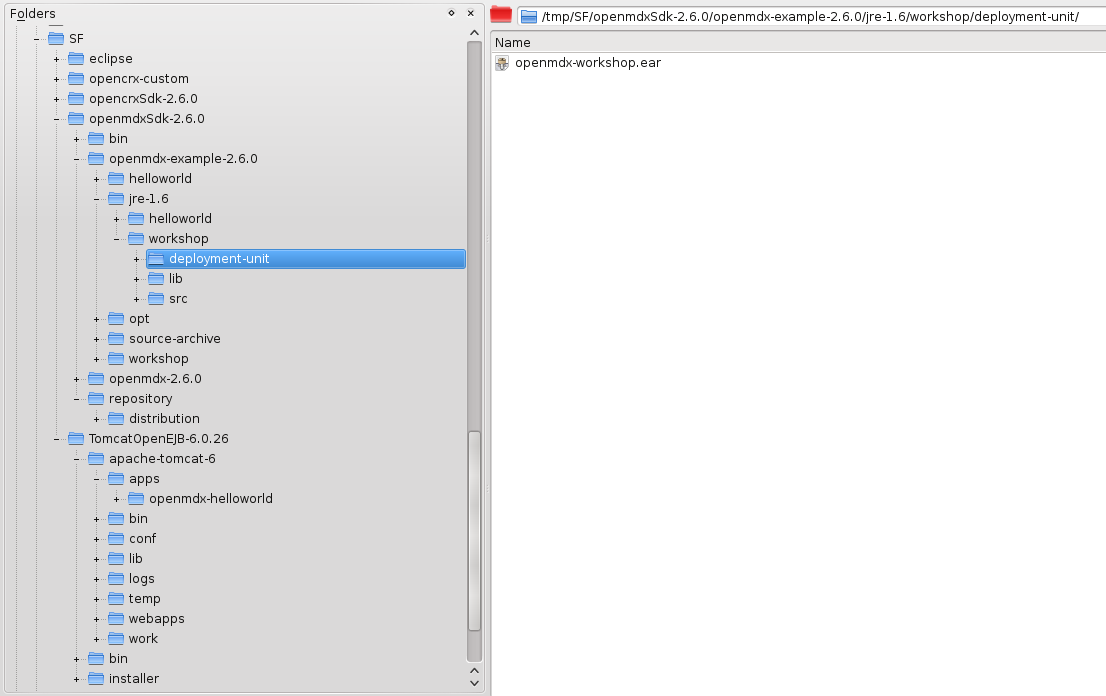 Folders
SF
eclipse
opencrx-custom
opencrxSdk-2.6.0
openmdxSdk-2.6.0
bin
openmdx-example-2.6.0
helloworld
jre-1.6
helloworld
workshop
deployment-unit
lib
src
opt
source-archive
workshop
openmdx-2.6.0
repository
distribution
TomcatOpenEJB-6.0.26
apache-tomcat-6
apps
openmdx-helloworld
bin
conf
lib
logs
temp
webapps
work
bin
installer
/tmp/SF/openmdxSdk-2.6.0/openmdx-example-2.6.0/jre-1.6/workshop/deployment-unit/
Name
openmdx-workshop.ear